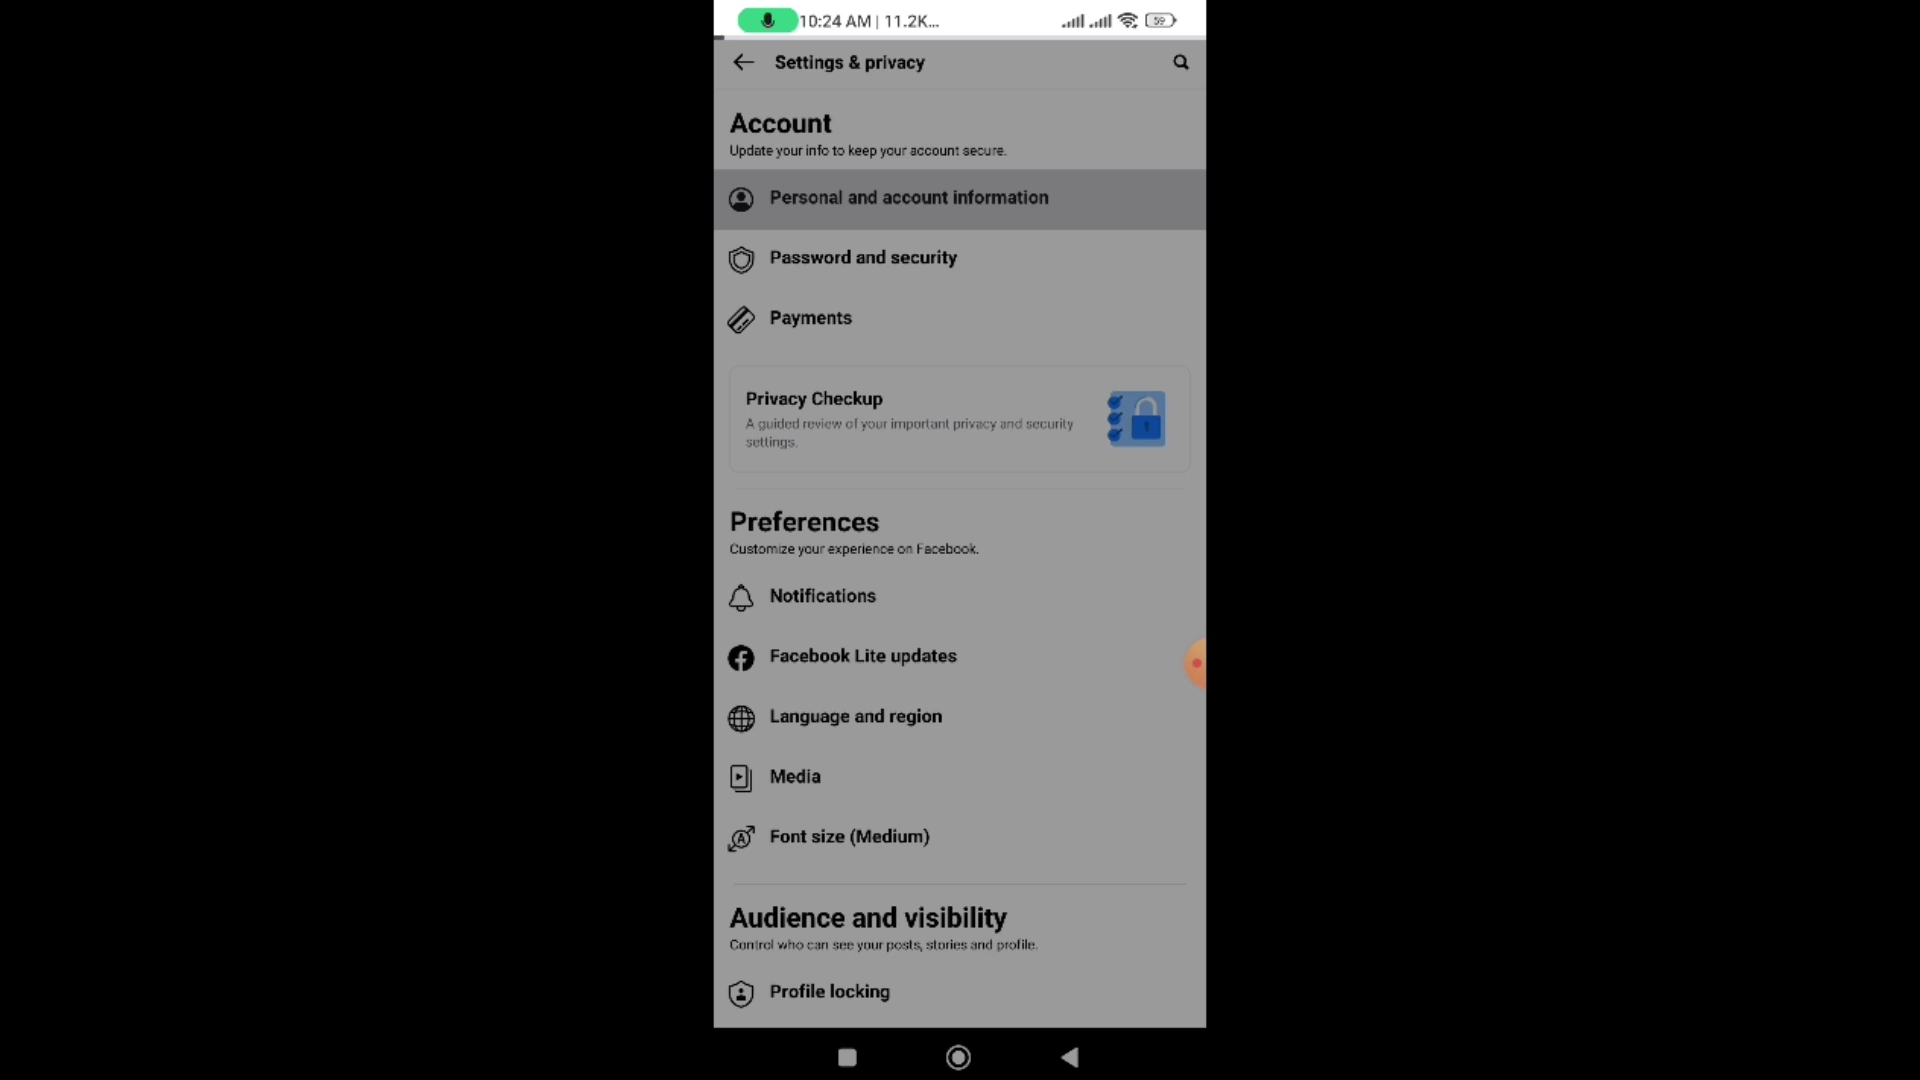 10:24 AM | 11.2K...
59
Settings & privacy
Account
Update your info to keep your account secure.
Personal and account information
Password and security
Payments
Privacy Checkup
A guided review of your important privacy and security
settings.
Preferences
Customize your experience on Facebook.
Notifications
Facebook Lite updates
Language and region
Media
Font size (Medium)
Audience and visibility
Control who can see your posts, stories and profile.
Profile locking